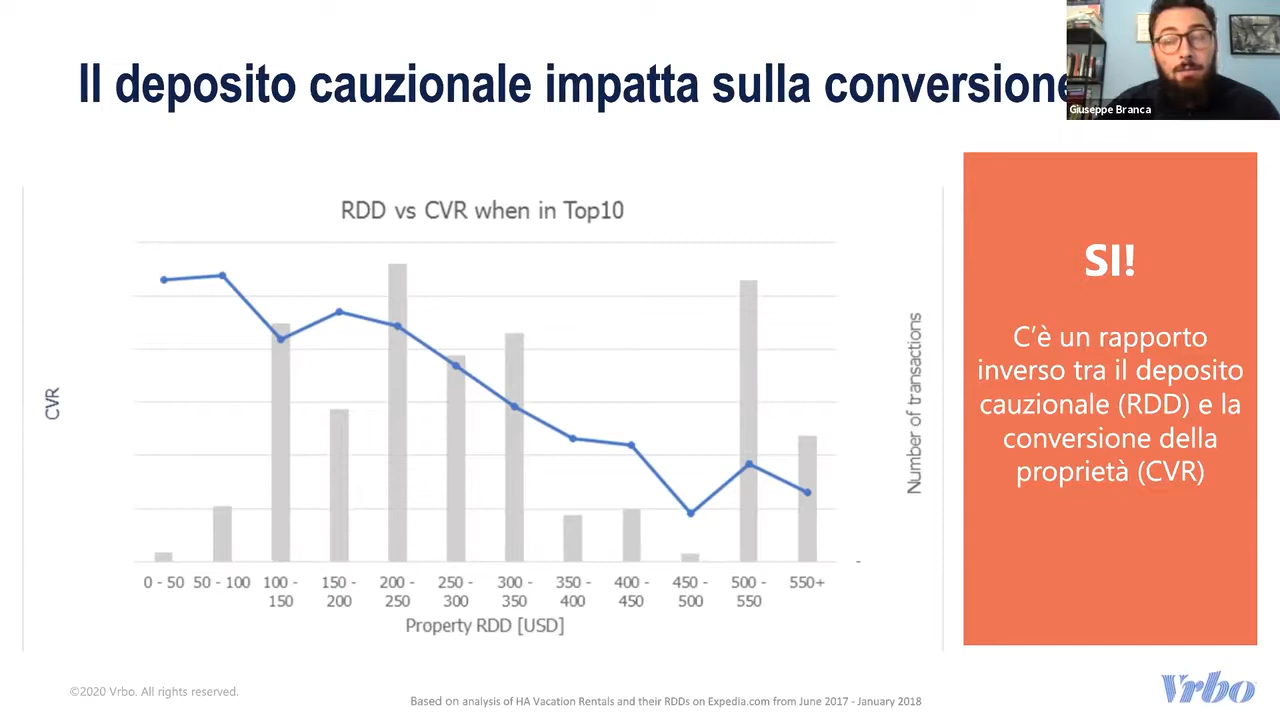 Il deposito cauzionale impatta sulla conversione
Giuseppe Branca
RDD vs CVR when in Top10
CVR
Number of transactions
0 - 50
50 - 100
100 -
150
150 -
200
200 -
250
250 -
300
300 -
350
350 -
400
400 -
450
450 -
500
500 -
550
550+
-
Property RDD [USD]
SI!
C'è un rapporto
inverso tra il deposito
cauzionale (RDD) e la
conversione della
proprietà (CVR)
©2020 Vrbo. All rights reserved.
Based on analysis of HA Vacation Rentals and their RDDs on Expedia.com from June 2017 - January 2018
Vrbo